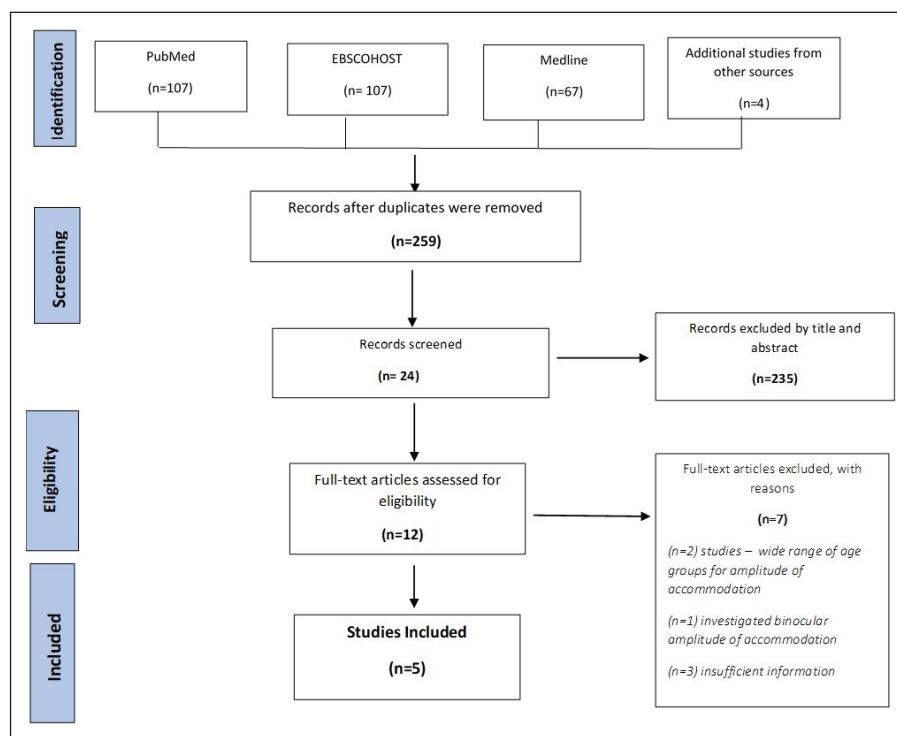 Identification
PubMed
(n=107)
EBSCOHOST
(n= 107)
Medline
(n=67)
Additional studies from
other sources
(n=4)
Screening
Records after duplicates were removed
(n=259)
Records screened
(n= 24)
Records excluded by title and
abstract
(n=235)
Eligibility
Full-text articles assessed for
eligibility
(n=12)
Full-text articles excluded, with
reasons
(n=7)
(n=2) studies – wide range of age
groups for amplitude of
accommodation
(n=1) investigated binocular
amplitude of accommodation
(n=3) insufficient information
Included
Studies Included
(n=5)